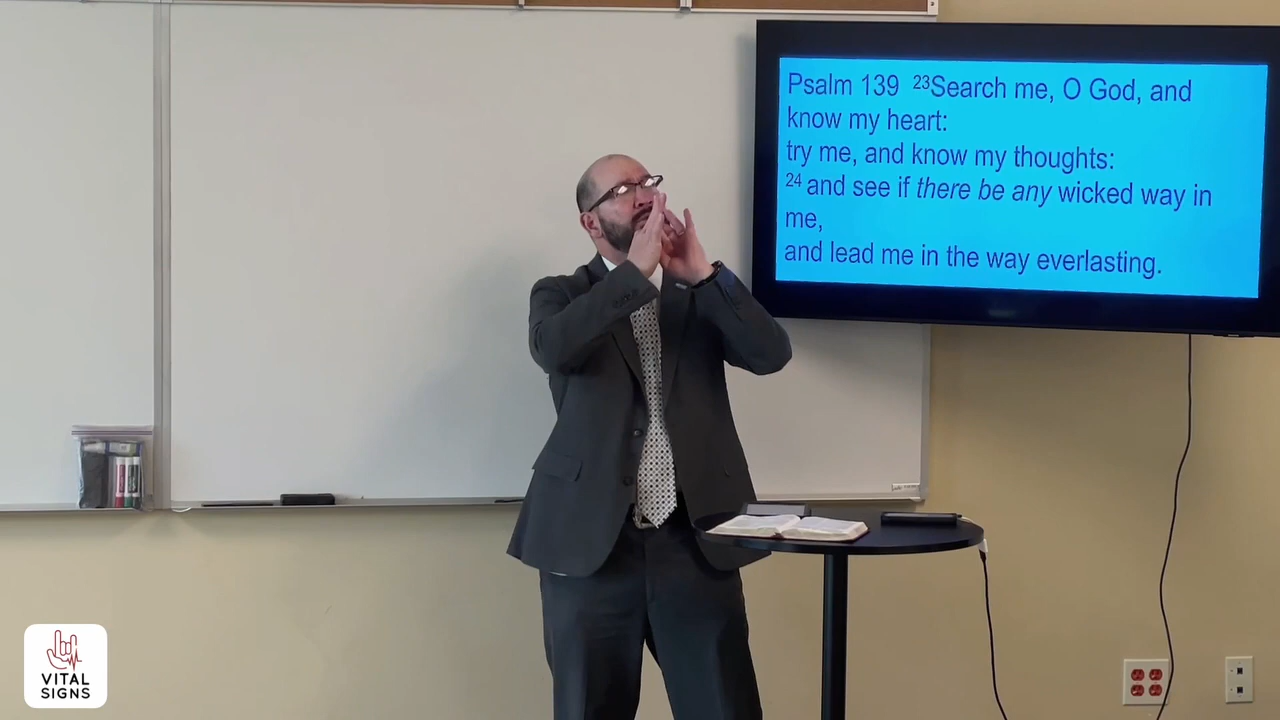 Psalm 139 23Search me, O God, and
know my heart:
try me, and know my thoughts:
24 and see if there be any wicked way in
me,
and lead me in the way everlasting.
VITAL
SIGNS